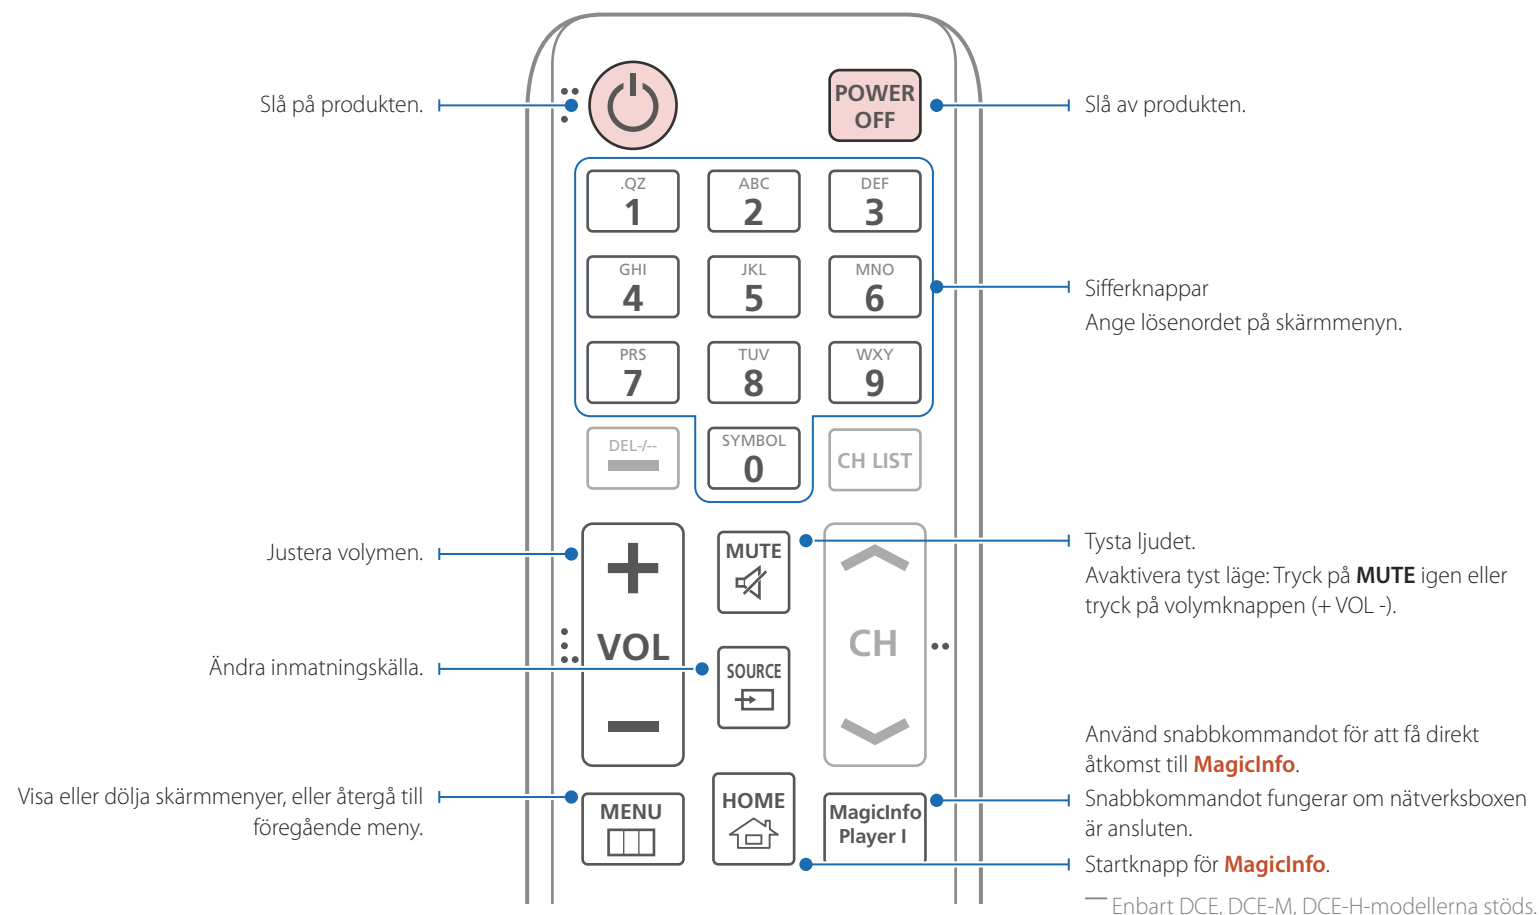 Slå på produkten.
POWER
OFF
Slå av produkten.
.QZ
1
ABC
2
DEF
3
GHI
4
JKL
5
MNO
6
Sifferknappar
Ange lösenordet på skärmmenyn.
PRS
7
TUV
8
WXY
9
DEL-/--
SYMBOL
0
CH LIST
Justera volymen.
VOL
MUTE
CH
Tysta ljudet.
Avaktivera tyst läge: Tryck på MUTE igen eller
tryck på volymknappen (+ VOL -).
Ändra inmatningskälla.
SOURCE
Visa eller dölja skärmmenyer, eller återgå till
föregående meny.
MENU
HOME
MagicInfo
Player I
Använd snabbkommandot för att få direkt
åtkomst till MagicInfo.
Snabbkommandot fungerar om nätverksboxen
är ansluten.
Startknapp för MagicInfo.
Enbart DCE, DCE-M, DCE-H-modellerna stöds.